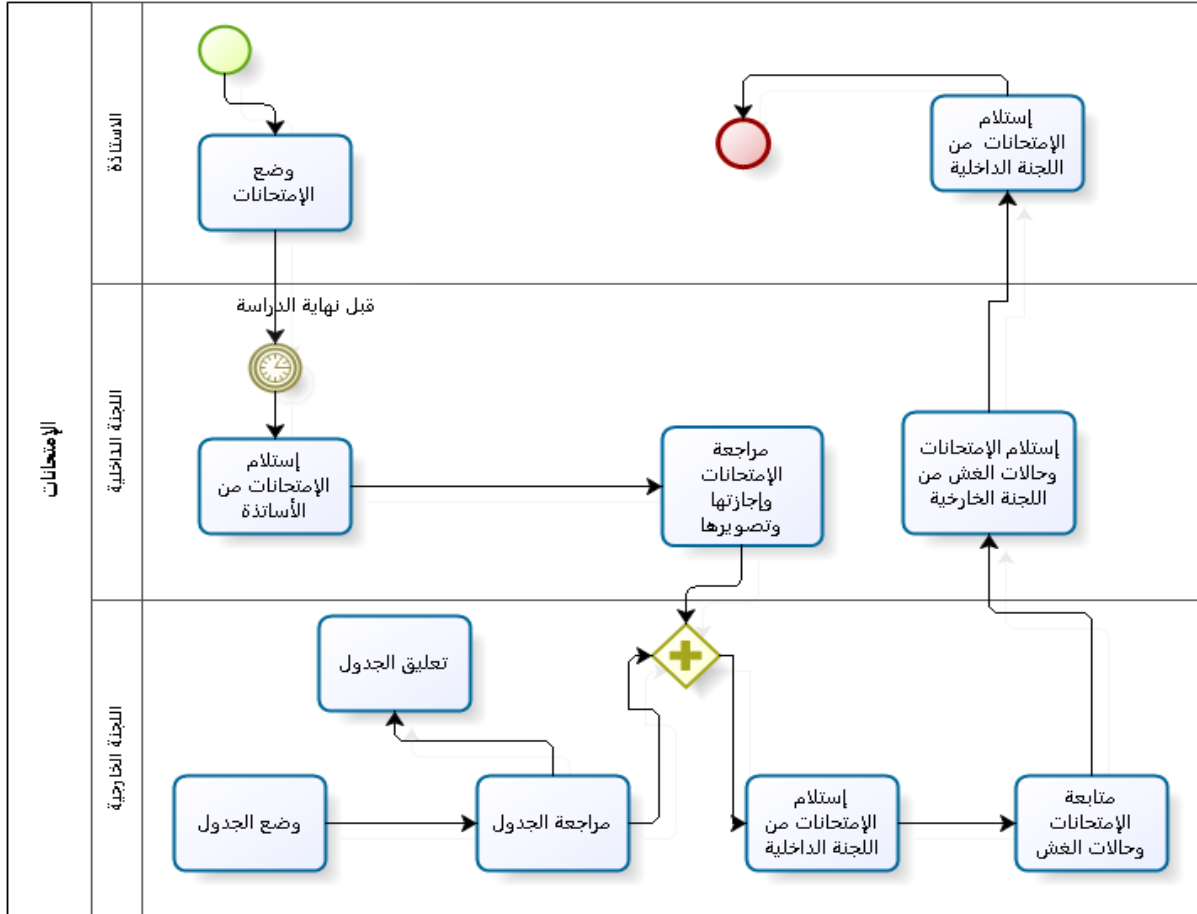 الإمتحانات
الاستاذة
وضع
الإمتحانات
إستلام
الإمتحانات من
اللجنة الداخلية
اللجنة الداخلية
قبل نهاية الدراسة
إستلام
الإمتحانات من
الأساتذة
مراجعة
الإمتحانات
وإجازتها
وتصويرها
إستلام الإمتحانات
وحالات الغش من
اللجنة الخارخية
اللجنة الخارجية
تعليق الجدول
وضع الجدول
مراجعة الجدول
إستلام
الإمتحانات من
اللجنة الداخلية
متابعة
الإمتحانات
وحالات الغش